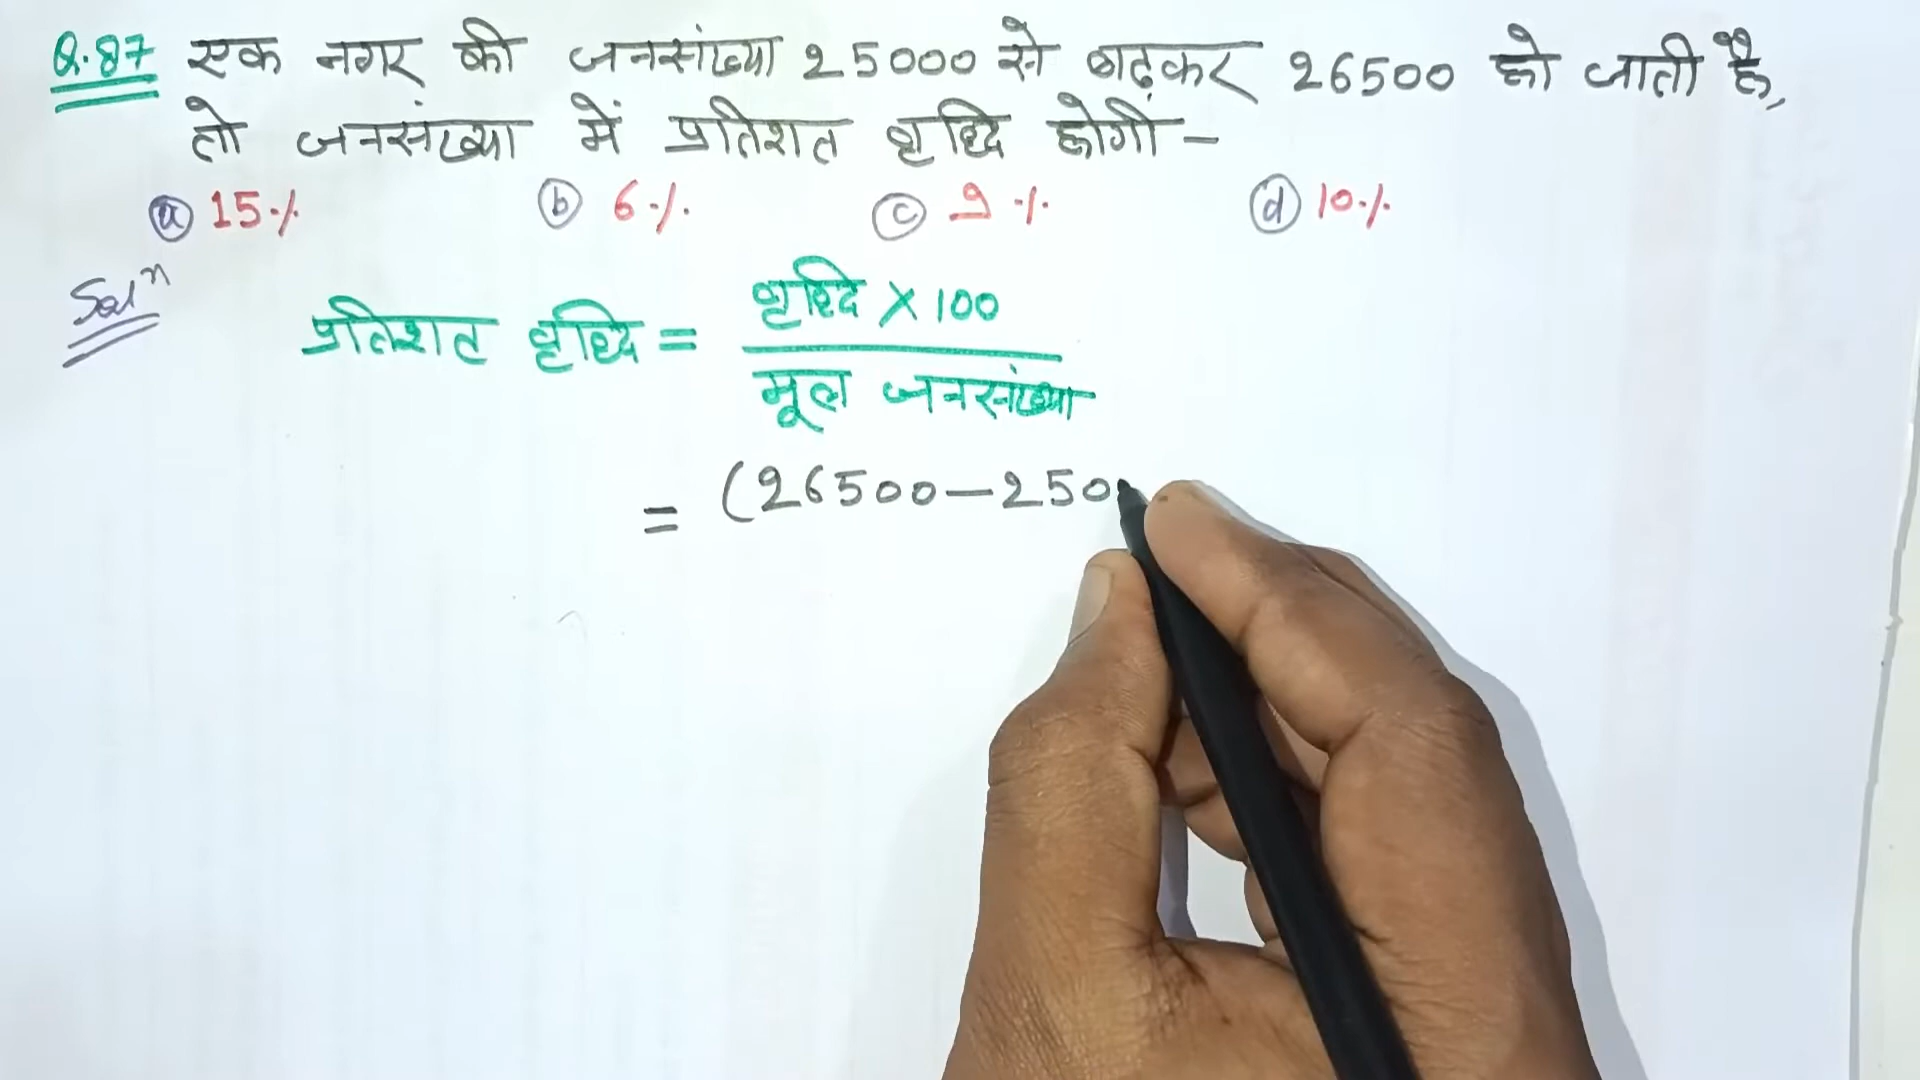 Q.87 एक नगर की जनसंख्या 25000 से बढ़कर 26500 हो जाती है,
तो जनसंख्या में प्रतिशत वृद्धि होगी -
(a) 15% (b) 6% (c) 9% (d) 10%
Solⁿ
प्रतिशत वृद्धि = वृद्धि × 100
मूल जनसंख्या
= (26500 - 250